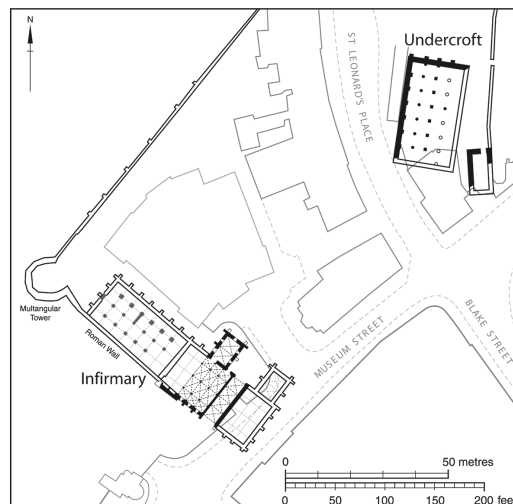 N
Undercroft
ST LEONARD'S PLACE
Multangular
Tower
Roman Wall
Infirmary
MUSEUM STREET
BLAKE STREET
0 50 metres
0 50 100 150 200 feet